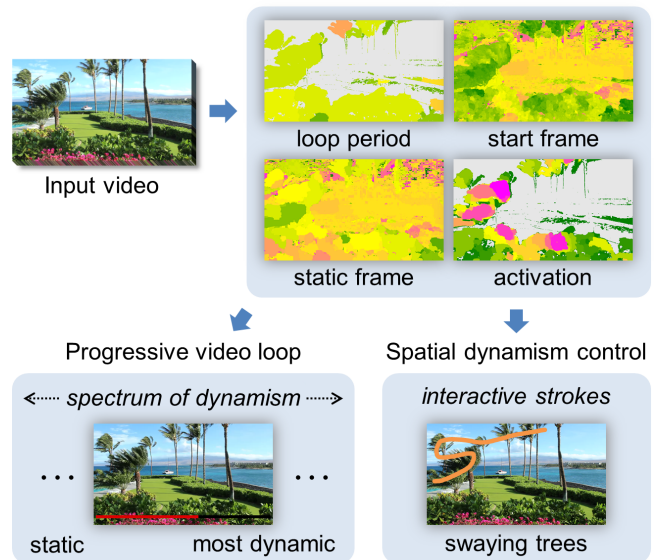 Input video
loop period
start frame
static frame
activation
Progressive video loop
spectrum of dynamism
static
most dynamic
Spatial dynamism control
interactive strokes
swaying trees